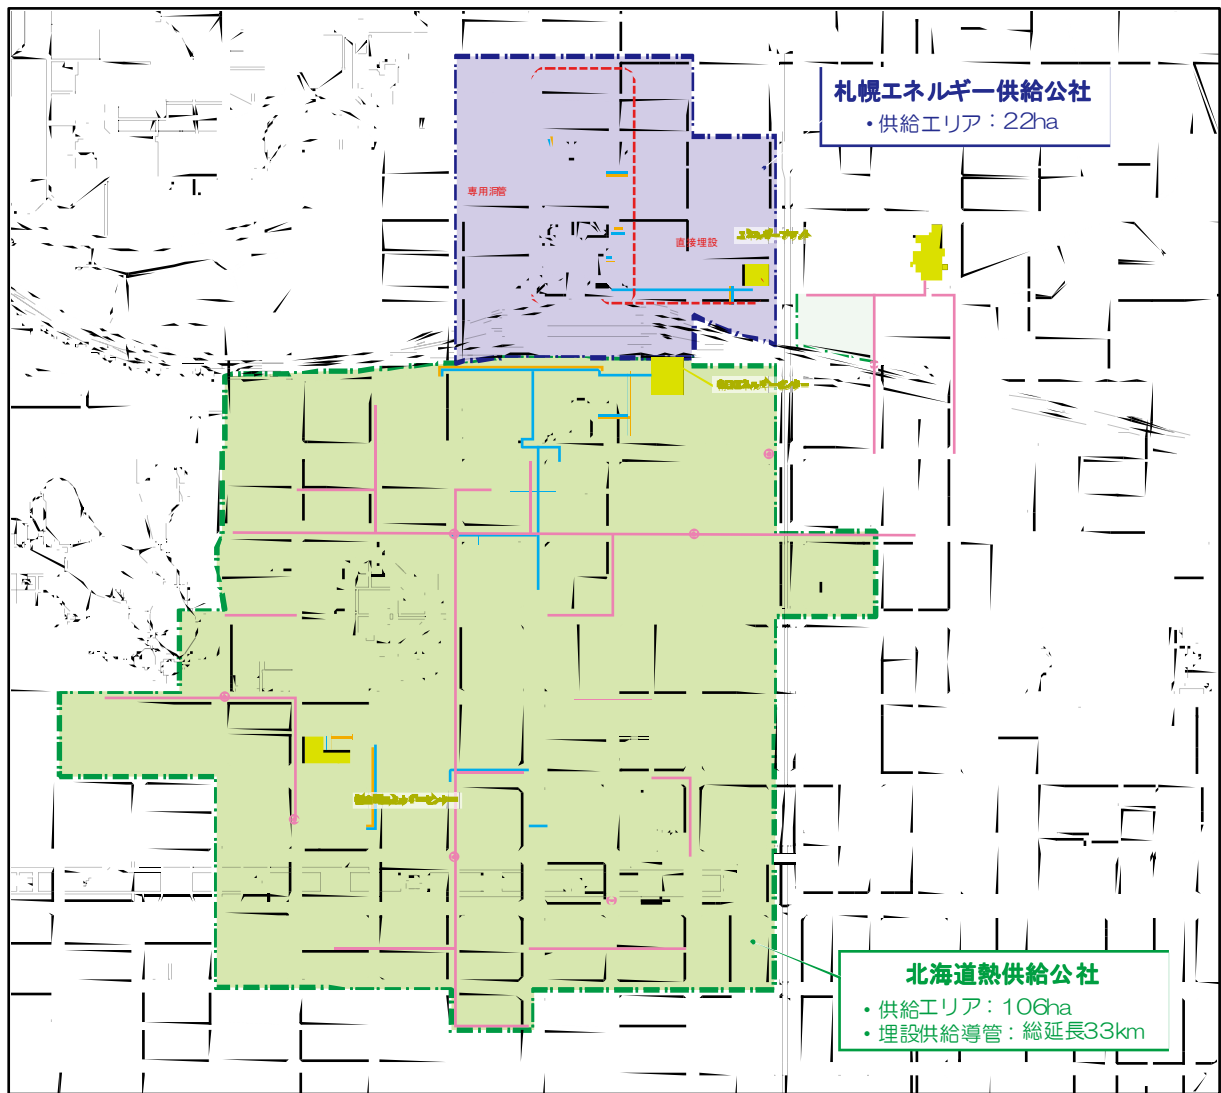 札幌エネルギー供給公社
・供給エリア：22ha
専用洞管
直接埋設
北海道熱供給公社
・供給エリア：106ha
・埋設供給導管：総延長33km